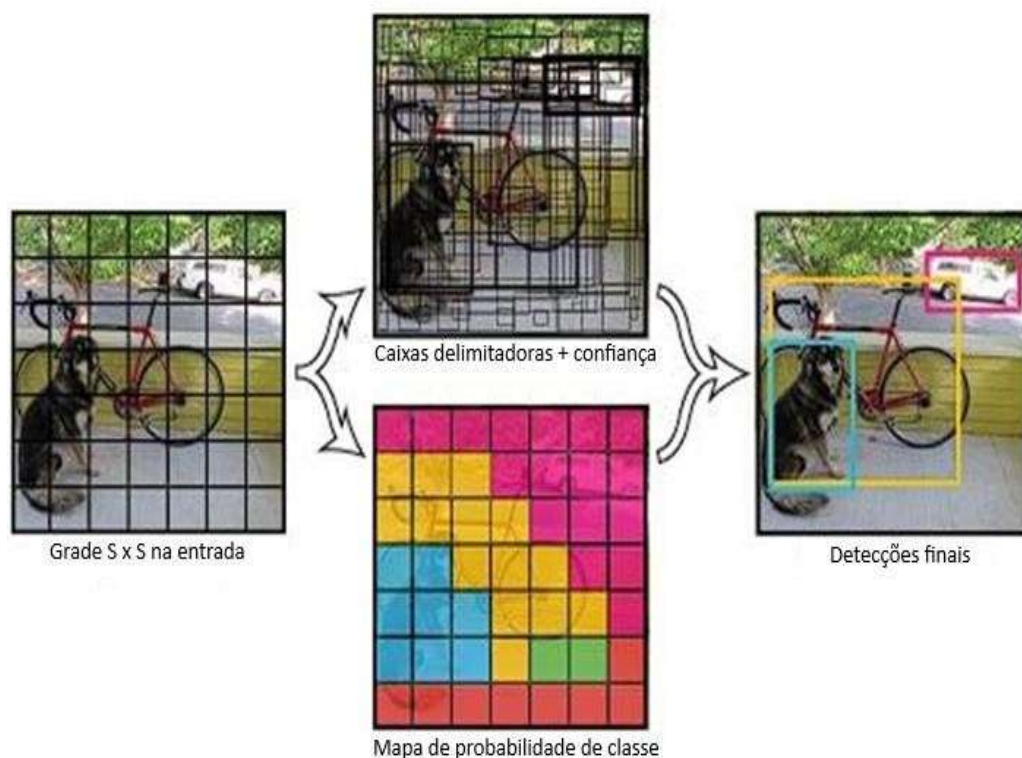 Caixas delimitadoras + confiança
Grade S x S na entrada
Detecções finais
Mapa de probabilidade de classe